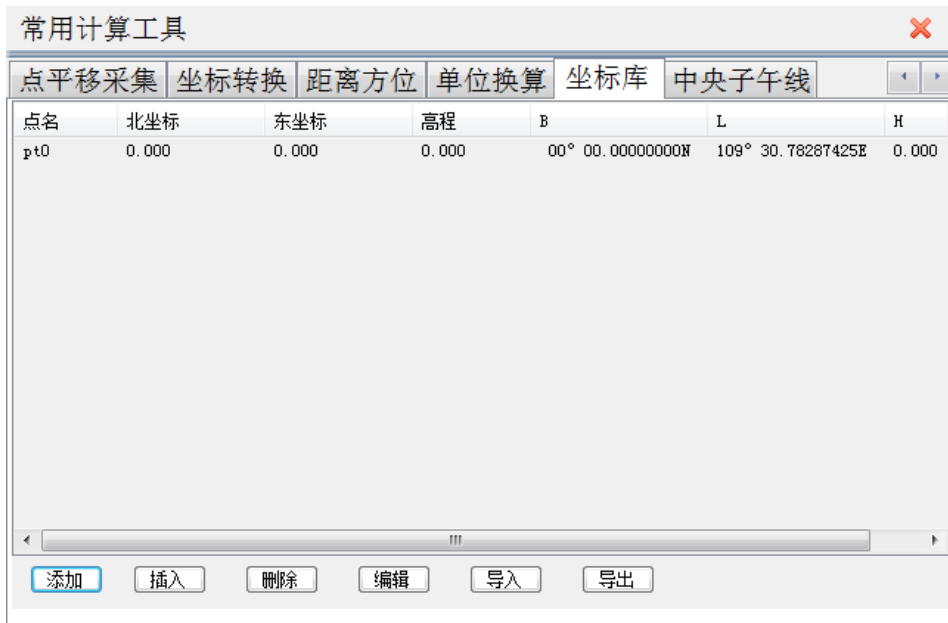 常用计算工具
点平移采集 坐标转换 距离方位 单位换算 坐标库 中央子午线
点名 北坐标 东坐标 高程 B L H
pt0 0.000 0.000 0.000 00° 00.00000000N 109° 30.78287425E 0.000
添加 插入 删除 编辑 导入 导出